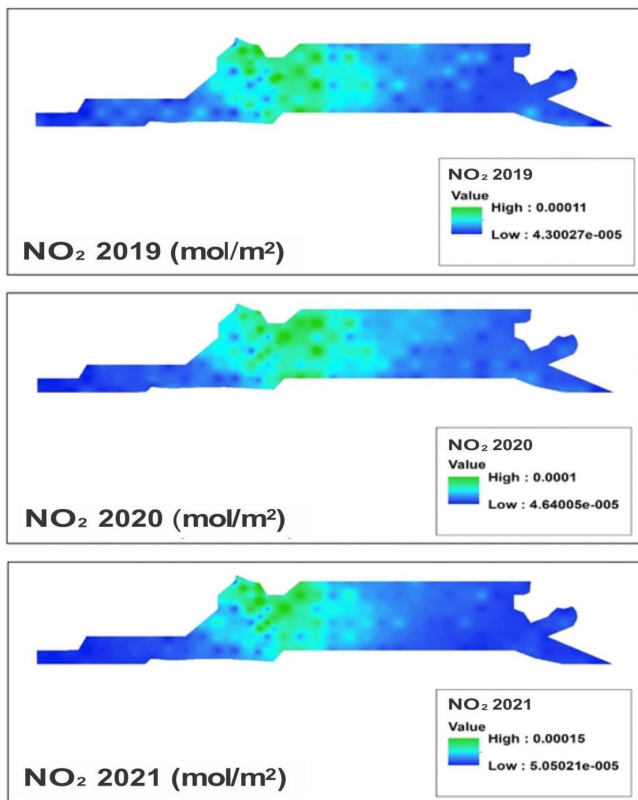 NO₂ 2019
Value
High : 0.00011
Low : 4.30027e-005
NO₂ 2019 (mol/m²)
NO₂ 2020
Value
High : 0.0001
Low : 4.64005e-005
NO₂ 2020 (mol/m²)
NO₂ 2021
Value
High : 0.00015
Low : 5.05021e-005
NO₂ 2021 (mol/m²)